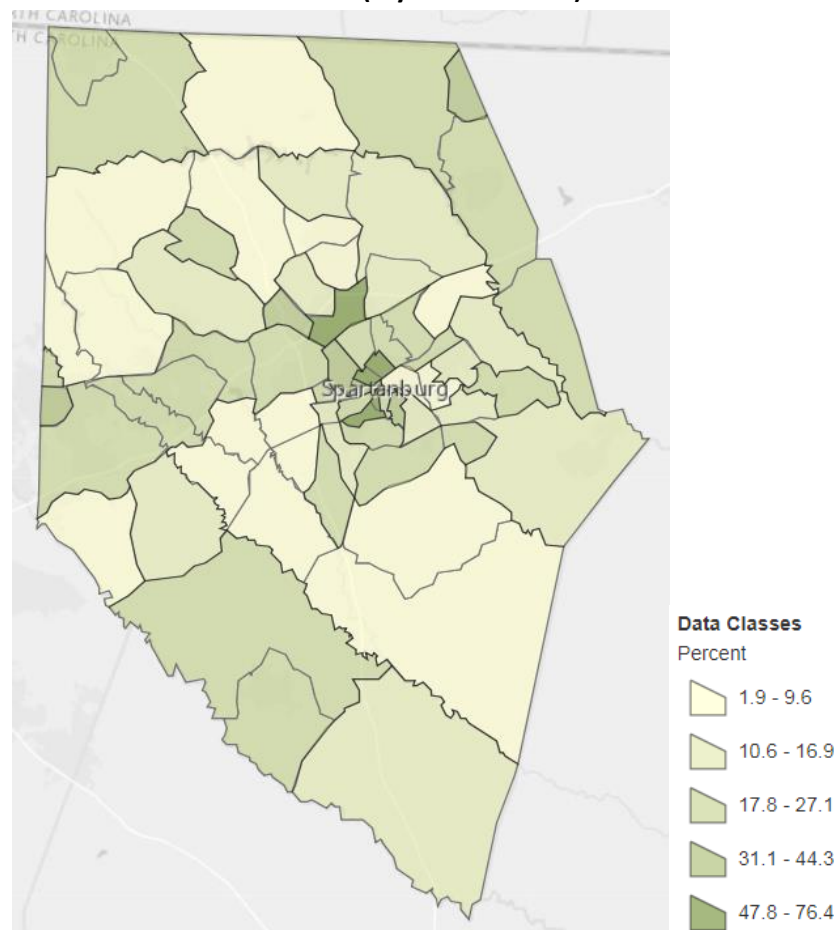 TH CAROLINA
H CAROLINA
Spartanburg
Data Classes
Percent
1.9 - 9.6
10.6 - 16.9
17.8 - 27.1
31.1 - 44.3
47.8 - 76.4